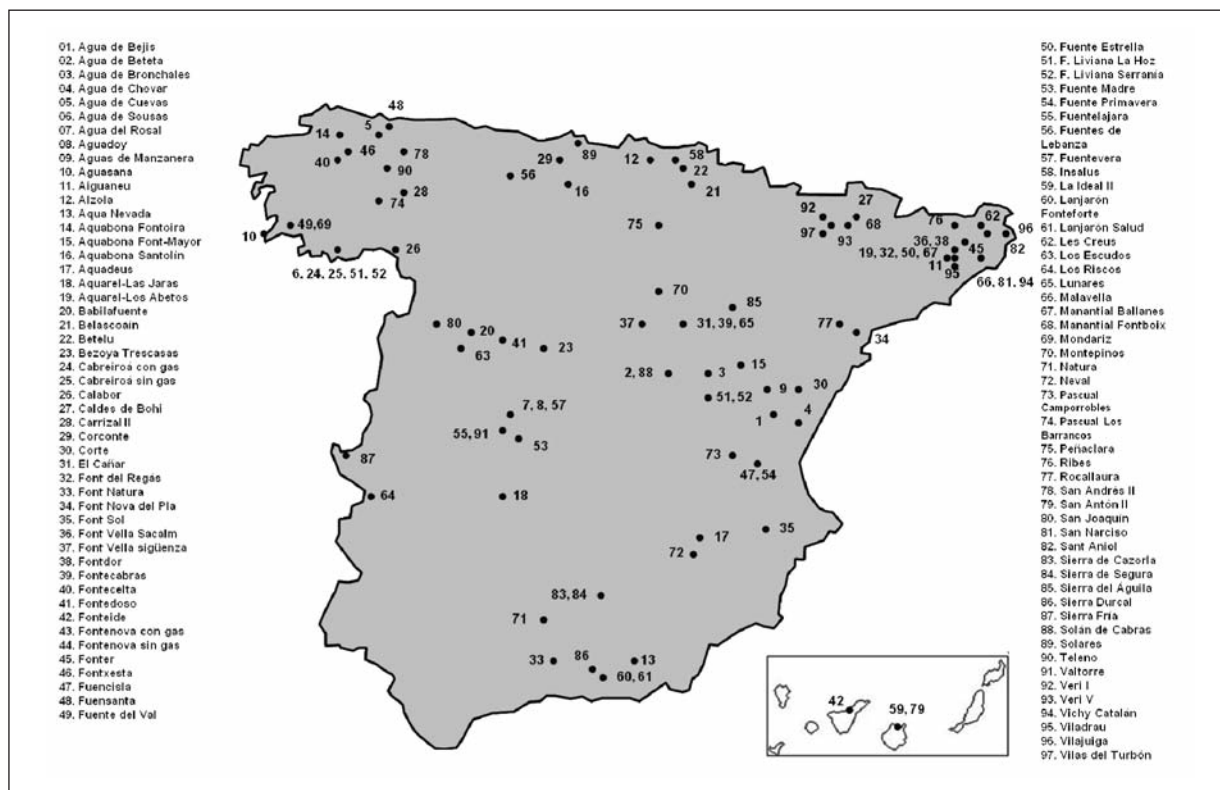 01. Agua de Bejis
02. Agua de Beteta
03. Agua de Bronchales
04. Agua de Chovar
05. Agua de Cuevas
06. Agua de Sousas
07. Agua del Rosal
08. Aguadoy
09. Aguas de Manzanera
10. Aguasana
11. Aiguaneu
12. Alzola
13. Aqua Nevada
14. Aquabona Fontoira
15. Aquabona Font-Mayor
16. Aquabona Santolín
17. Aquadeus
18. Aquarel-Las Jaras
19. Aquarel-Los Abetos
20. Babilafuente
21. Belascoain
22. Betelu
23. Bezoya Trescasas
24. Cabreiroá con gas
25. Cabreiroá sin gas
26. Calabor
27. Caldes de Bohi
28. Carrizal II
29. Corconte
30. Corte
31. El Cañar
32. Font del Regás
33. Font Natura
34. Font Nova del Pla
35. Font Sol
36. Font Vella Sacalm
37. Font Vella sigüenza
38. Fontdor
39. Fontecabras
40. Fontecelta
41. Fontedoso
42. Fonteide
43. Fontenova con gas
44. Fontenova sin gas
45. Fonter
46. Fontxesta
47. Fuencisla
48. Fuensanta
49. Fuente del Val
48
14
5
40
46
78
90
28
74
29
89
56
16
12
58
22
21
75
10
49, 69
26
6, 24, 25, 51, 52
92
27
97
93
68
76
62
96
82
36, 38
45
19, 32, 50, 67
11
95
66, 81, 94
70
85
80
20
41
63
23
37
31, 39, 65
77
34
2, 88
3
15
51, 52
9
30
1
4
7, 8, 57
55, 91
53
87
73
47, 54
64
18
35
17
72
83, 84
71
33
86
13
60, 61
42
59, 79
50. Fuente Estrella
51. F. Liviana La Hoz
52. F. Liviana Serranía
53. Fuente Madre
54. Fuente Primavera
55. Fuentelajara
56. Fuentes de
Lebanza
57. Fuentevera
58. Insalus
59. La Ideal II
60. Lanjarón
Fonteforte
61. Lanjarón Salud
62. Les Creus
63. Los Escudos
64. Los Riscos
65. Lunares
66. Malavella
67. Manantial Ballanes
68. Manantial Fontboix
69. Mondariz
70. Montepinos
71. Natura
72. Neval
73. Pascual
Camporrobles
74. Pascual Los
Barrancos
75. Peñaclara
76. Ribes
77. Rocallaura
78. San Andrés II
79. San Antón II
80. San Joaquín
81. San Narciso
82. Sant Aniol
83. Sierra de Cazorla
84. Sierra de Segura
85. Sierra del Águila
86. Sierra Durcal
87. Sierra Fría
88. Solán de Cabras
89. Solares
90. Teleno
91. Valtorre
92. Veri I
93. Veri V
94. Vichy Catalán
95. Viladrau
96. Vilajuiga
97. Vilas del Turbón